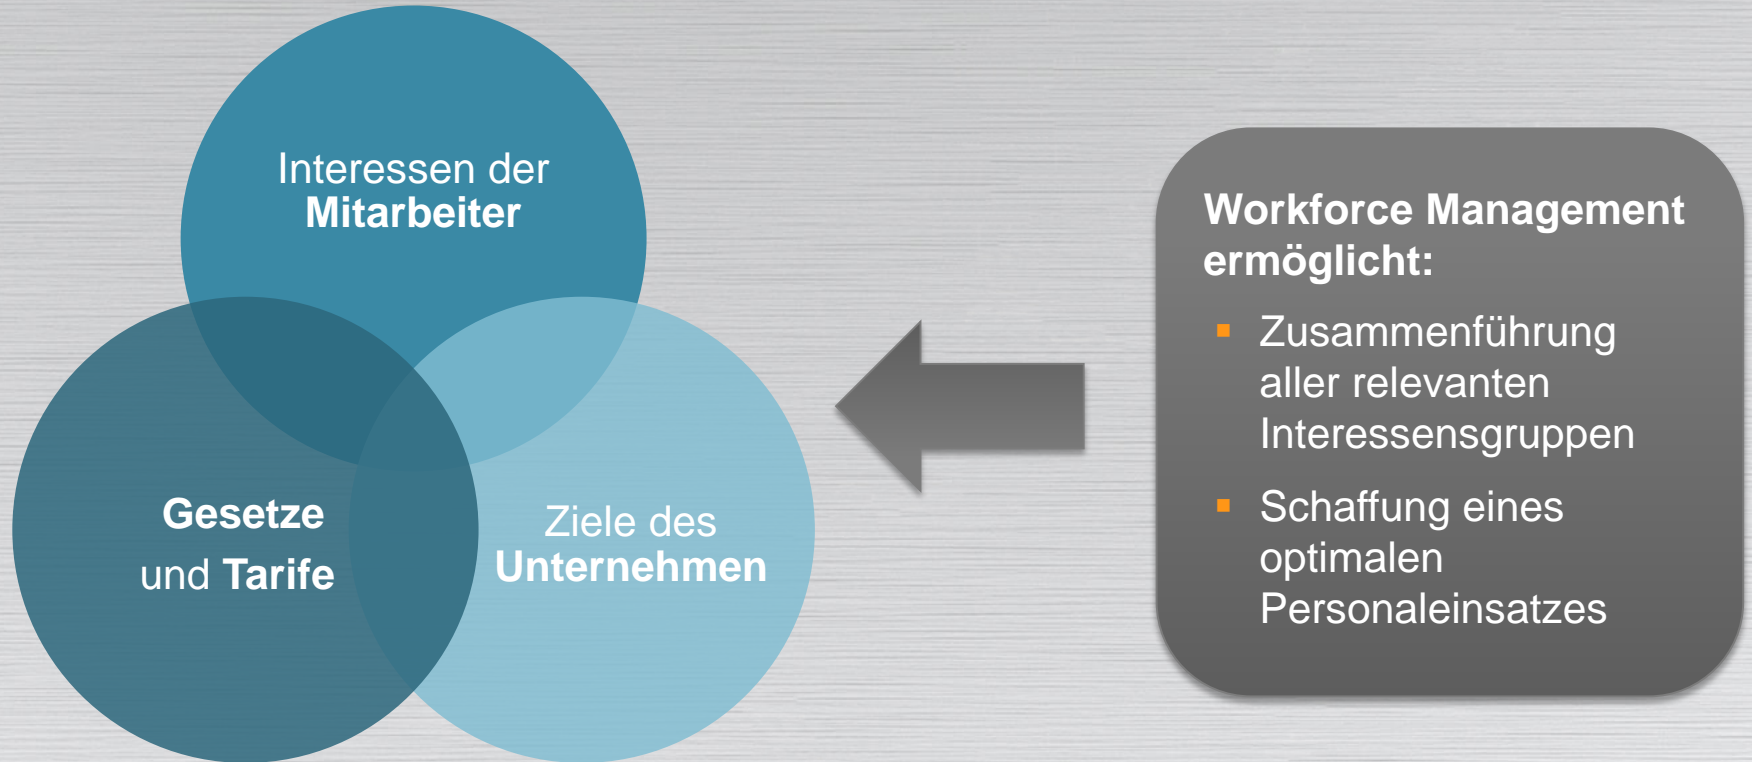 Interessen der
Mitarbeiter
Gesetze
und Tarife
Ziele des
Unternehmen
Workforce Management
ermöglicht:
▪ Zusammenführung
aller relevanten
Interessensgruppen
▪ Schaffung eines
optimalen
Personaleinsatzes